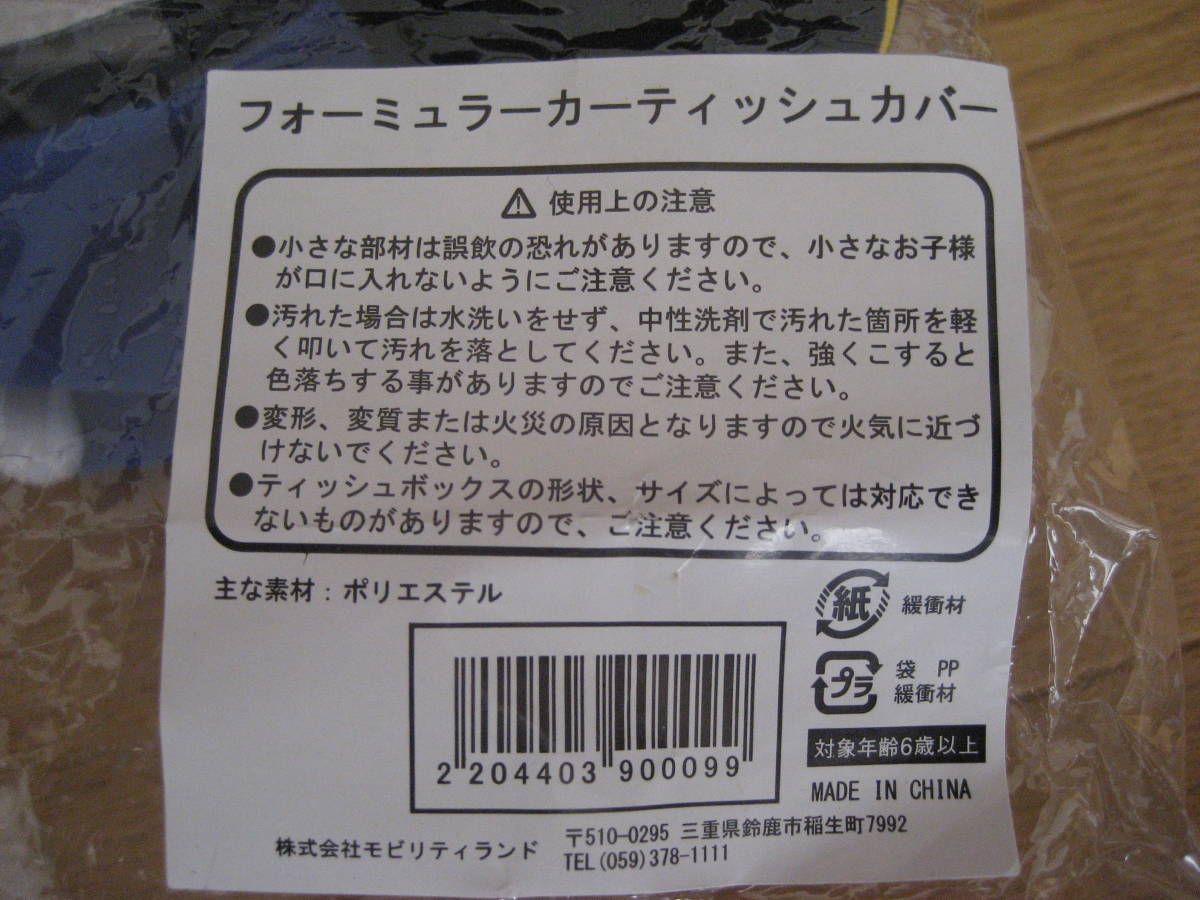 フォーミュラーカーティッシュカバー
⚠ 使用上の注意
●小さな部材は誤飲の恐れがありますので、小さなお子様
が口に入れないようにご注意ください。
●汚れた場合は水洗いをせず、中性洗剤で汚れた箇所を軽
く叩いて汚れを落としてください。また、強くこすると
色落ちする事がありますのでご注意ください。
●変形、変質または火災の原因となりますので火気に近づ
けないでください。
●ティッシュボックスの形状、サイズによっては対応でき
ないものがありますので、ご注意ください。
主な素材：ポリエステル
紙 緩衝材
プラ 袋 PP
緩衝材
対象年齢6歳以上
MADE IN CHINA
2 204403 900099
株式会社モビリティランド
〒510-0295 三重県鈴鹿市稲生町7992
TEL(059)378-1111